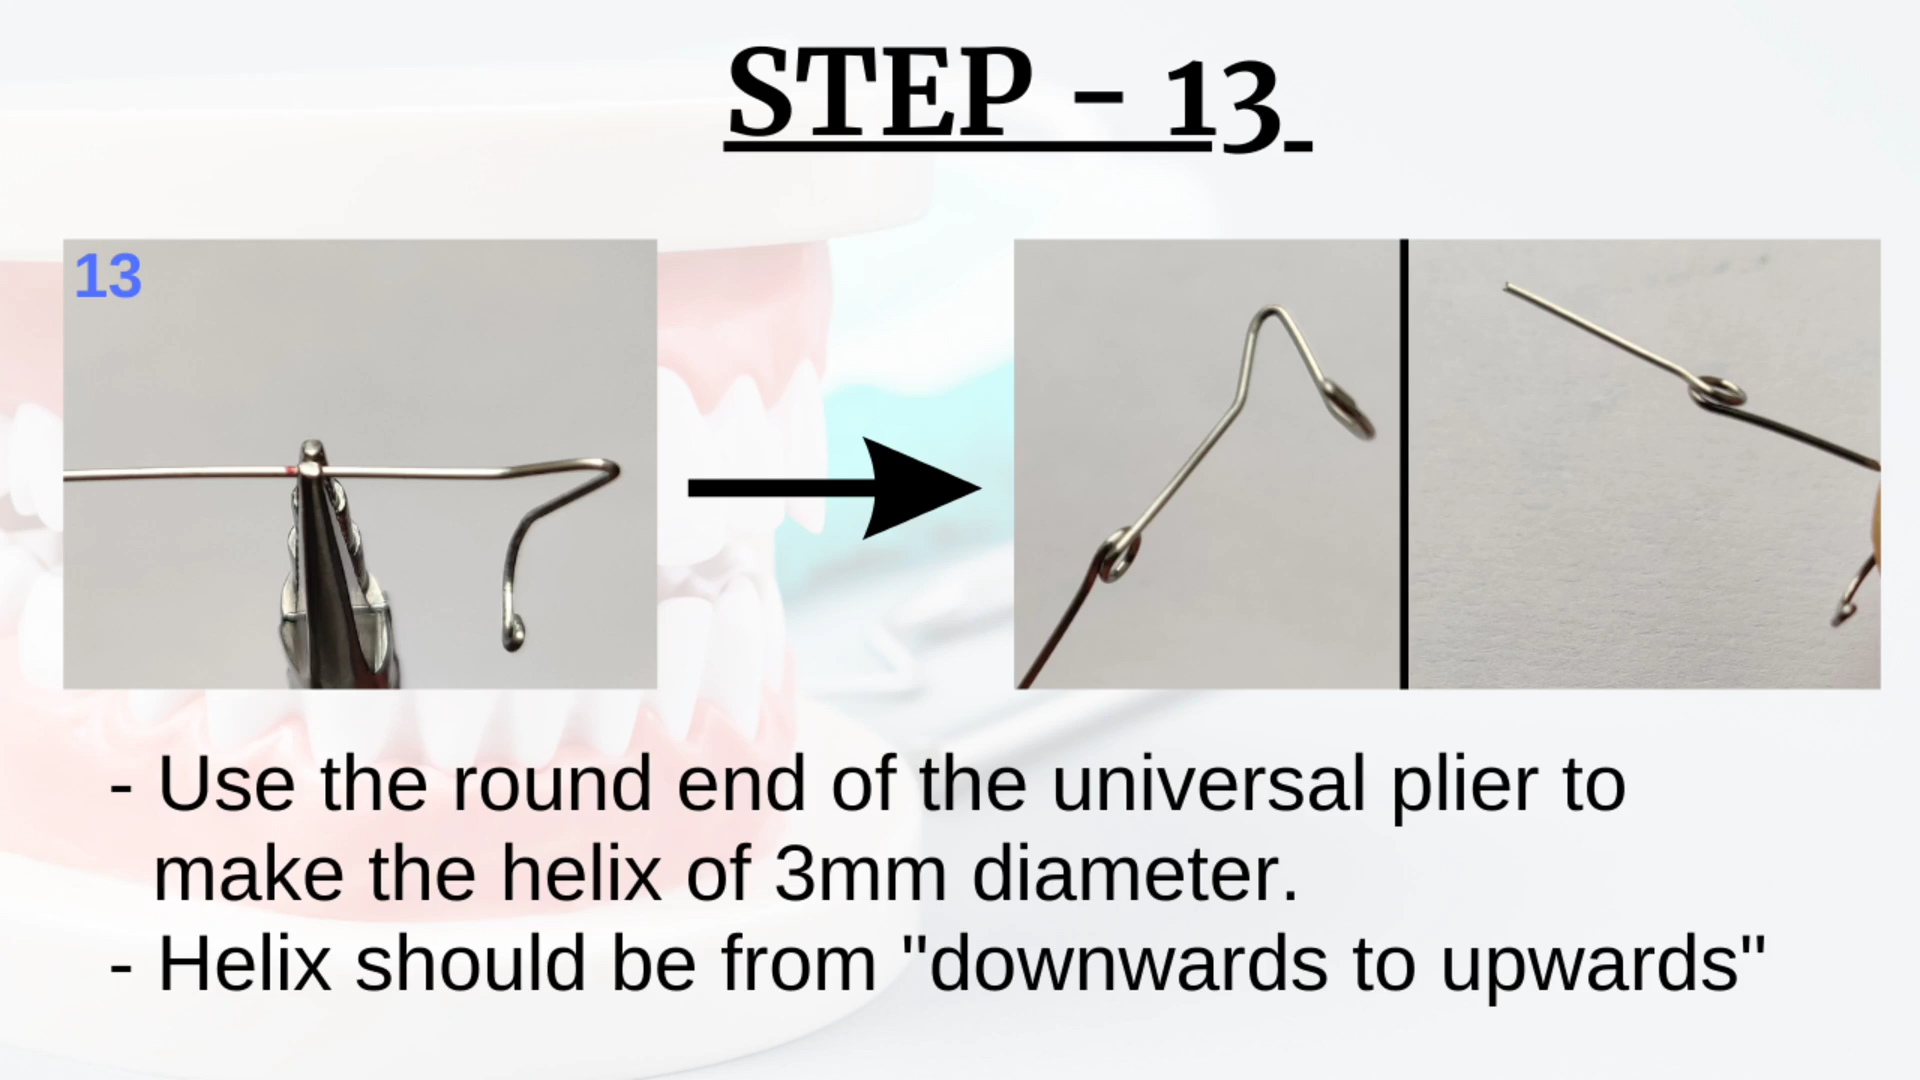 STEP - 13
13
- Use the round end of the universal plier to
make the helix of 3mm diameter.
- Helix should be from "downwards to upwards"